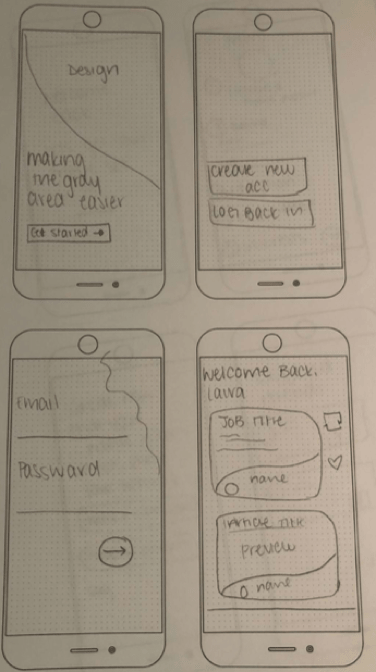 Design
making
the gray
area easier
Get started →
create new
acc
Log Back in
Email
Password
→
Welcome Back,
Laura
JOB Title
name
Article Title
Preview
name